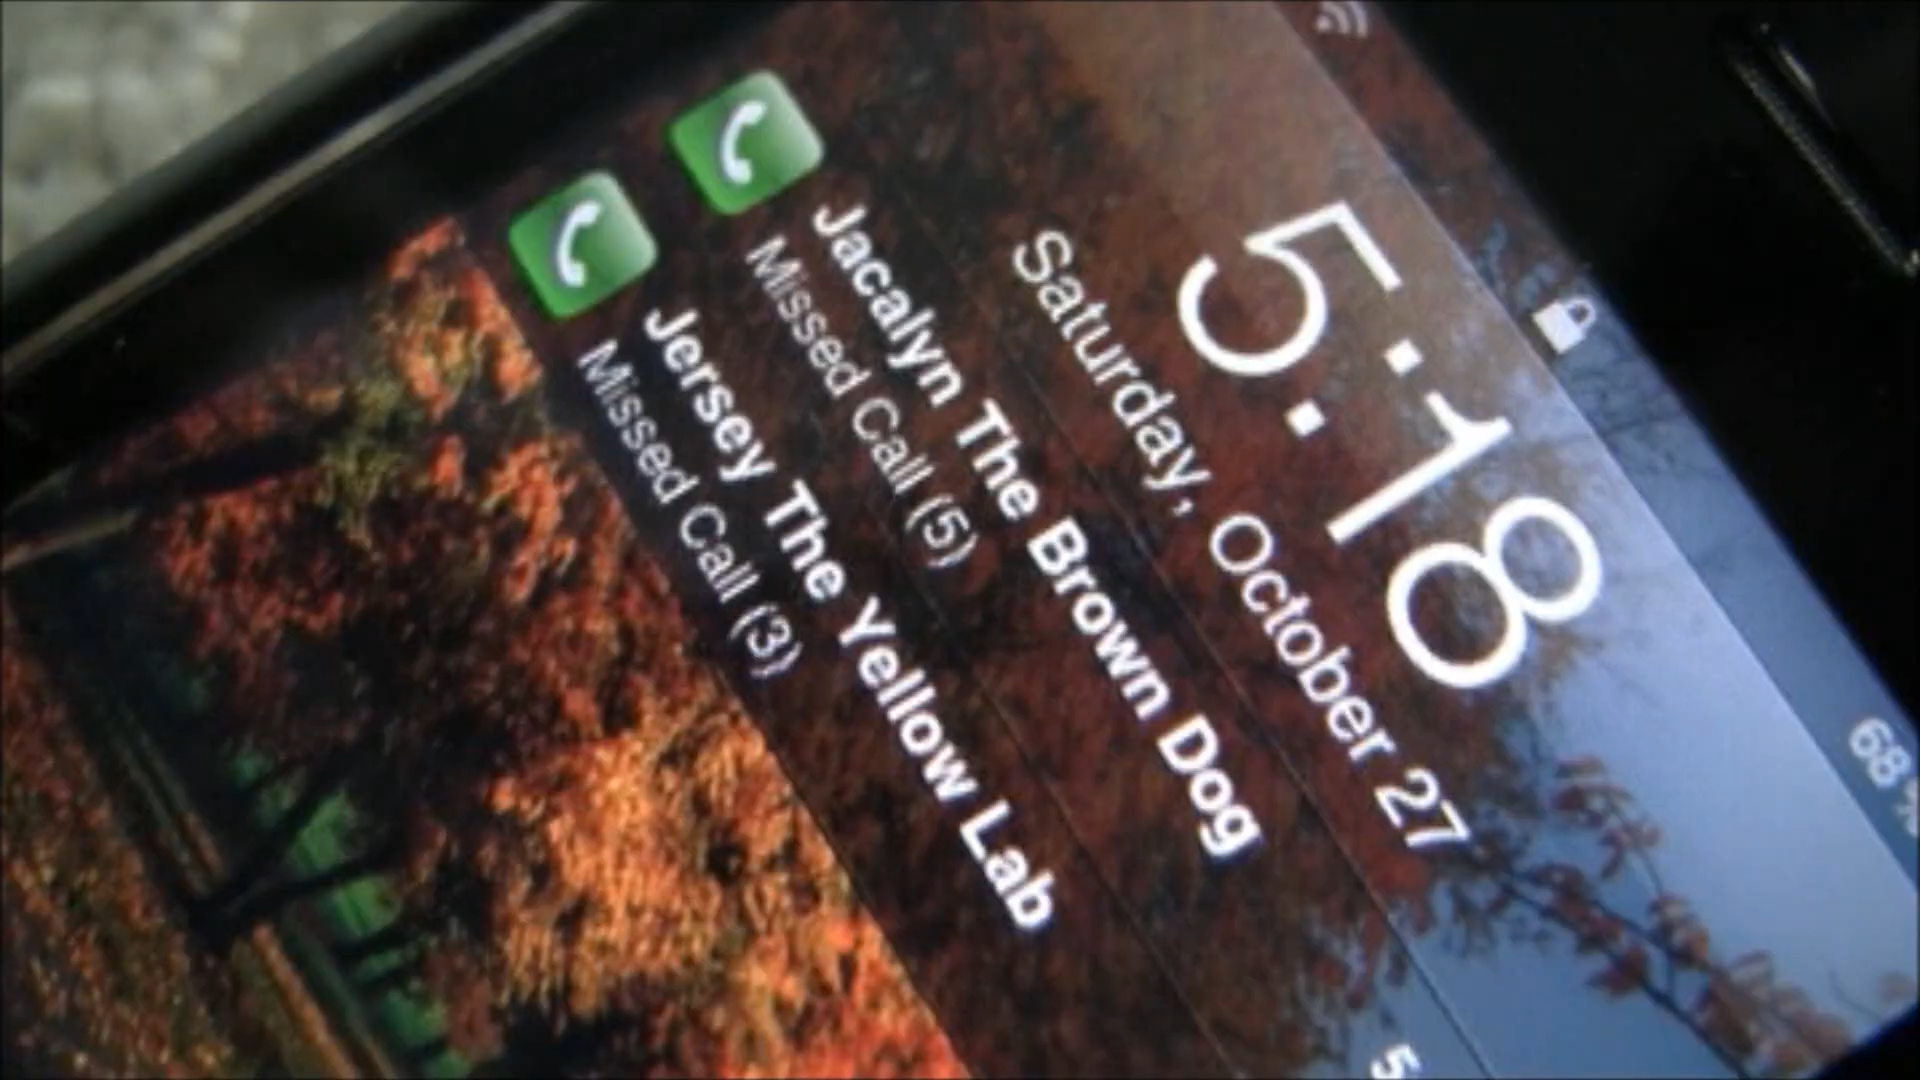 68%
5:18
Saturday, October 27
Jacalyn The Brown Dog
Missed Call (5)
Jersey The Yellow Lab
Missed Call (3)